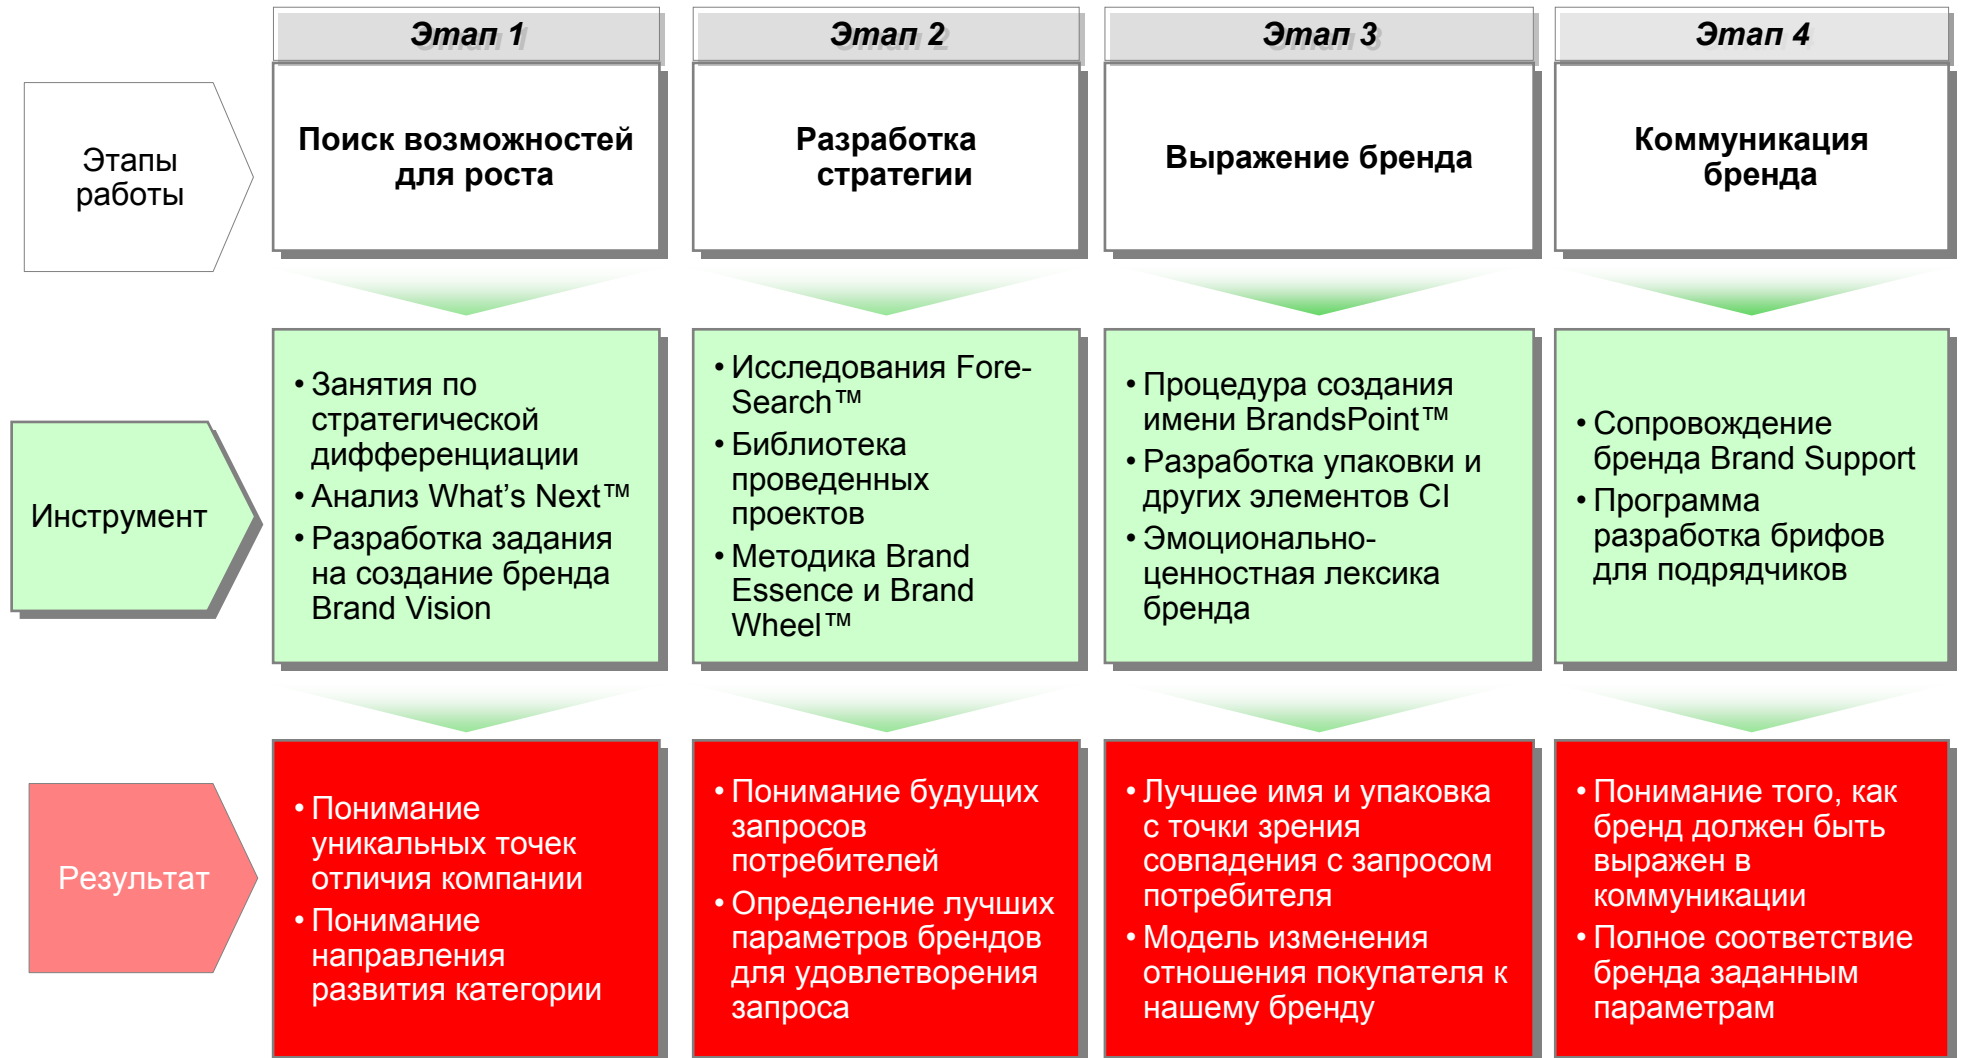 Этап 1
Этап 2
Этап 3
Этап 4
Этапы
работы
Поиск возможностей
для роста
Разработка
стратегии
Выражение бренда
Коммуникация
бренда
Инструмент
• Занятия по
стратегической
дифференциации
• Анализ What’s Next™
• Разработка задания
на создание бренда
Brand Vision
• Исследования Fore-
Search™
• Библиотека
проведенных
проектов
• Методика Brand
Essence и Brand
Wheel™
• Процедура создания
имени BrandsPoint™
• Разработка упаковки и
других элементов CI
• Эмоционально-
ценностная лексика
бренда
• Сопровождение
бренда Brand Support
• Программа
разработка брифов
для подрядчиков
Результат
• Понимание
уникальных точек
отличия компании
• Понимание
направления
развития категории
• Понимание будущих
запросов
потребителей
• Определение лучших
параметров брендов
для удовлетворения
запроса
• Лучшее имя и упаковка
с точки зрения
совпадения с запросом
потребителя
• Модель изменения
отношения покупателя к
нашему бренду
• Понимание того, как
бренд должен быть
выражен в
коммуникации
• Полное соответствие
бренда заданным
параметрам